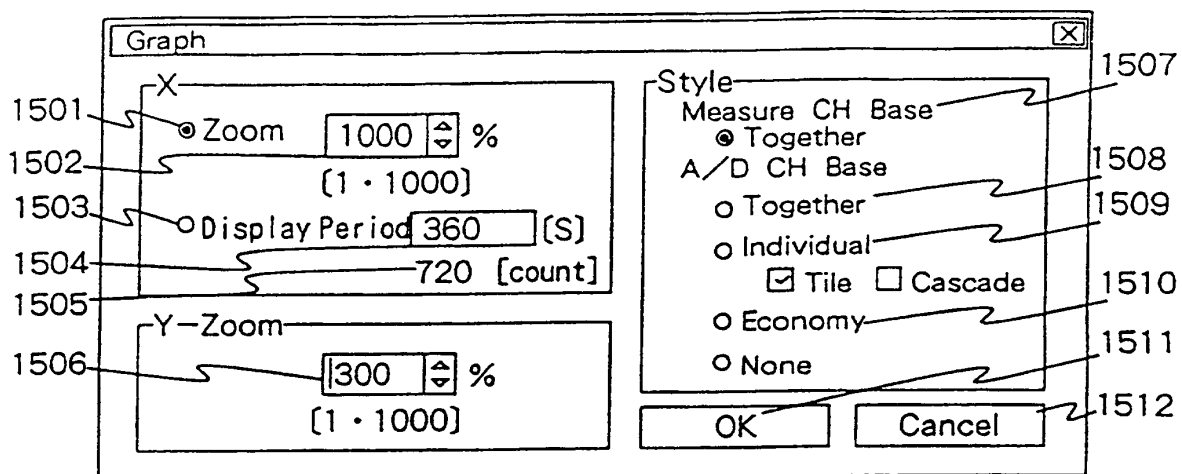 Graph
X
Zoom 1000 %
[1・1000]
Display Period 360 [S]
720 [count]
Y-Zoom
300 %
[1・1000]
Style
Measure CH Base
Together
A/D CH Base
Together
Individual
Tile Cascade
Economy
None
OK Cancel
1501
1502
1503
1504
1505
1506
1507
1508
1509
1510
1511
1512